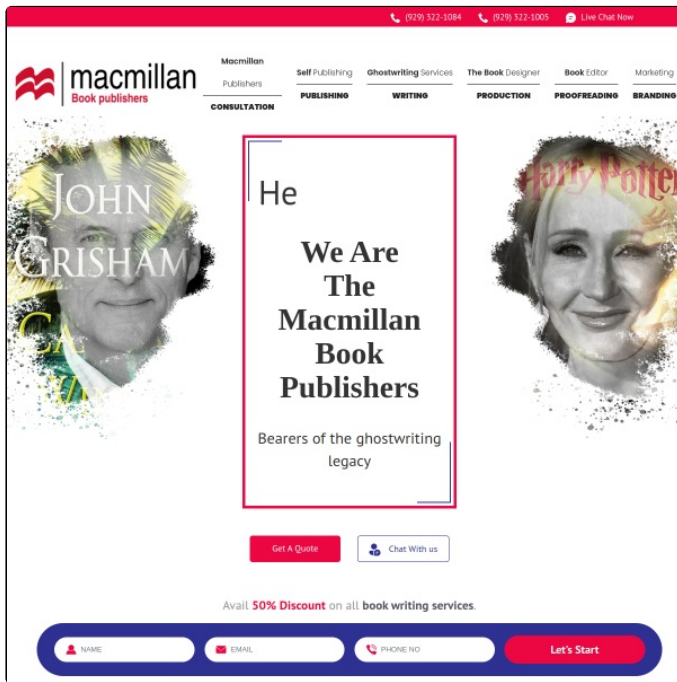 (929) 322-1084 (929) 322-1005 Live Chat Now
macmillan
Book publishers
Macmillan
Publishers
CONSULTATION
Self Publishing
PUBLISHING
Ghostwriting Services
WRITING
The Book Designer
PRODUCTION
Book Editor
PROOFREADING
Marketing
BRANDING
JOHN
GRISHAM
Harry Potter
He
We Are
The
Macmillan
Book
Publishers
Bearers of the ghostwriting
legacy
Get A Quote
Chat With us
Avail 50% Discount on all book writing services.
NAME EMAIL PHONE NO Let's Start